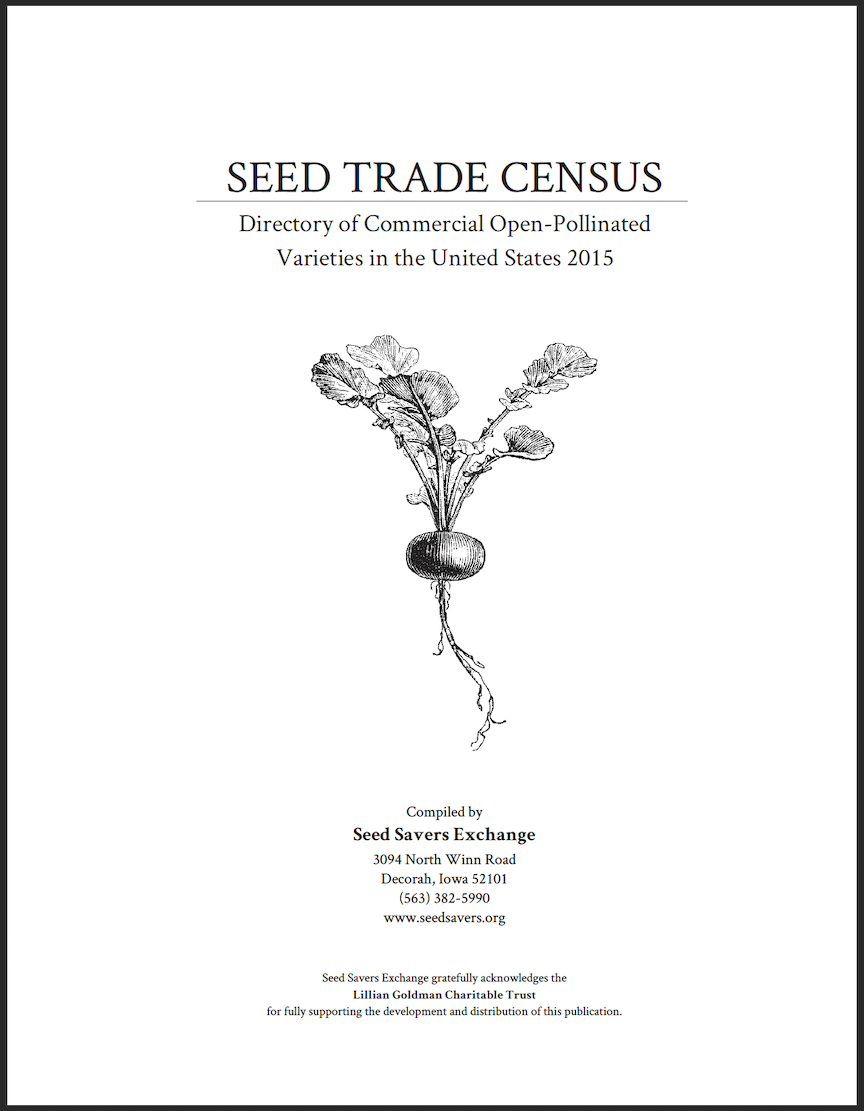 SEED TRADE CENSUS
Directory of Commercial Open-Pollinated
Varieties in the United States 2015
Compiled by
Seed Savers Exchange
3094 North Winn Road
Decorah, Iowa 52101
(563) 382-5990
www.seedsavers.org
Seed Savers Exchange gratefully acknowledges the
Lillian Goldman Charitable Trust
for fully supporting the development and distribution of this publication.